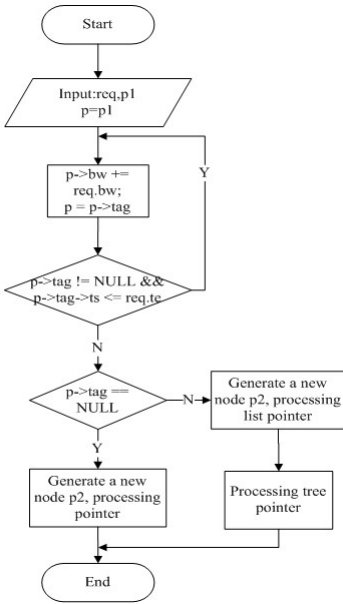 Start
Input:req,p1
p=p1
p->bw +=
req.bw;
p = p->tag
Y
p->tag != NULL &&
p->tag->ts <= req.te
N
p->tag ==
NULL
N
Generate a new
node p2, processing
list pointer
Y
Generate a new
node p2, processing
pointer
Processing tree
pointer
End